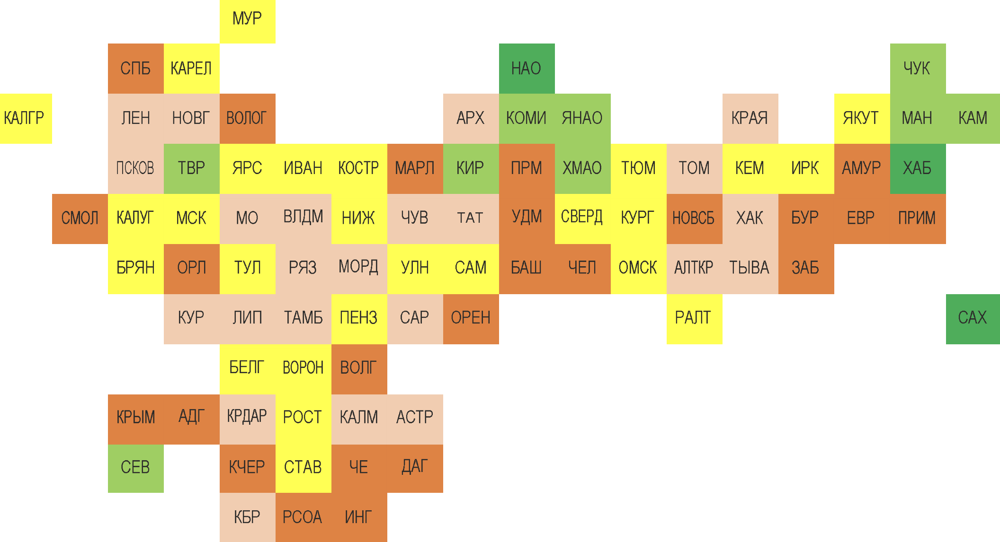 МУР
СПБ КАРЕЛ НАО ЧУК
КАЛГР ЛЕН НОВГ ВОЛОГ АРХ КОМИ ЯНАО КРАЯ ЯКУТ МАН КАМ
ПСКОВ ТВР ЯРС ИВАН КОСТР МАРЛ КИР ПРМ ХМАО ТЮМ ТОМ КЕМ ИРК АМУР ХАБ
СМОЛ КАЛУГ МСК МО ВЛДМ НИЖ ЧУВ ТАТ УДМ СВЕРД КУРГ НОВСБ ХАК БУР ЕВР ПРИМ
БРЯН ОРЛ ТУЛ РЯЗ МОРД УЛН САМ БАШ ЧЕЛ ОМСК АЛТКР ТЫВА ЗАБ
КУР ЛИП ТАМБ ПЕНЗ САР ОРЕН РАЛТ САХ
БЕЛГ ВОРОН ВОЛГ
КРЫМ АДГ КРДАР РОСТ КАЛМ АСТР
СЕВ КЧЕР СТАВ ЧЕ ДАГ
КБР РСОА ИНГ